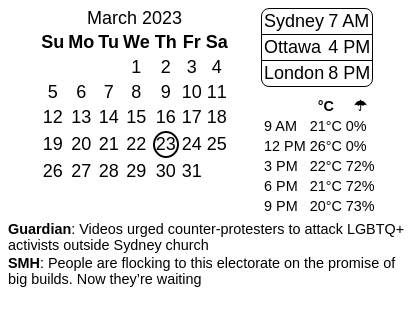 March 2023
Su Mo Tu We Th Fr Sa
1 2 3 4
5 6 7 8 9 10 11
12 13 14 15 16 17 18
19 20 21 22 23 24 25
26 27 28 29 30 31
Sydney 7 AM
Ottawa 4 PM
London 8 PM
°C ☂
9 AM 21°C 0%
12 PM 26°C 0%
3 PM 22°C 72%
6 PM 21°C 72%
9 PM 20°C 73%
Guardian: Videos urged counter-protesters to attack LGBTQ+
activists outside Sydney church
SMH: People are flocking to this electorate on the promise of
big builds. Now they’re waiting